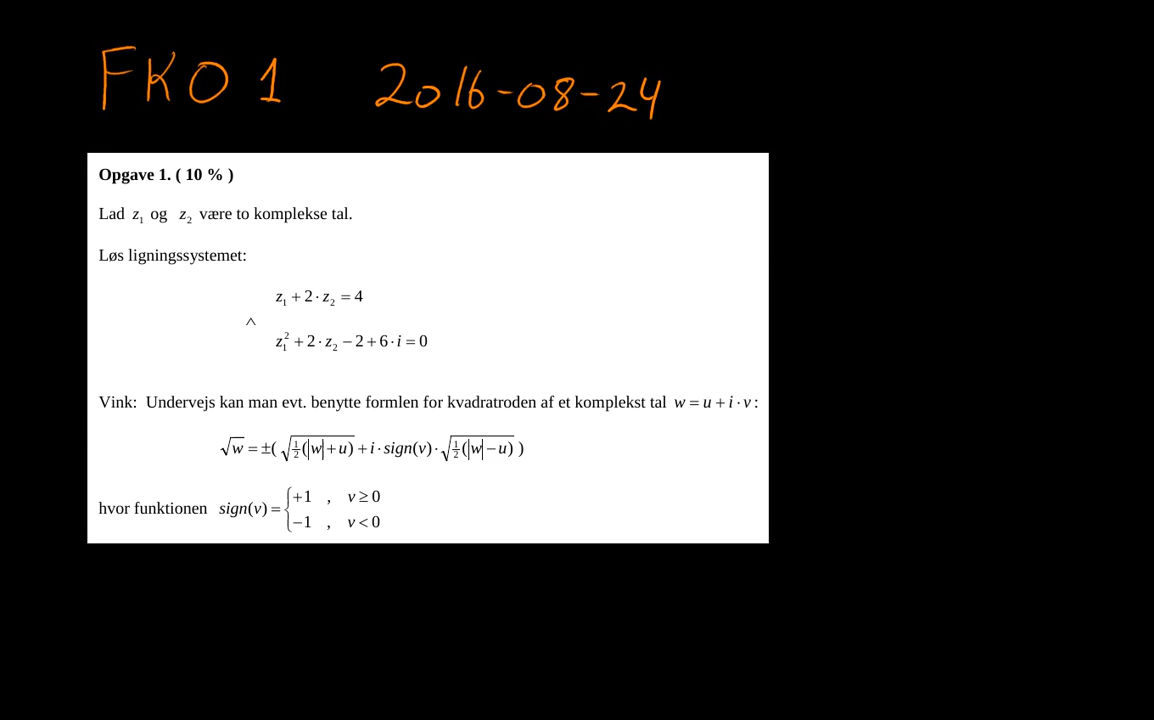 FKO 1 2016-08-24
Opgave 1. ( 10 % )
Lad z₁ og z₂ være to komplekse tal.
Løs ligningssystemet:
z₁ + 2 · z₂ = 4
^
z₁² + 2 · z₂ − 2 + 6 · i = 0
Vink: Undervejs kan man evt. benytte formlen for kvadratroden af et komplekst tal w = u + i · v :
√w = ±( √(½(|w| + u)) + i · sign(v) · √(½(|w| − u)) )
hvor funktionen sign(v) = { +1 , v ≥ 0
−1 , v < 0